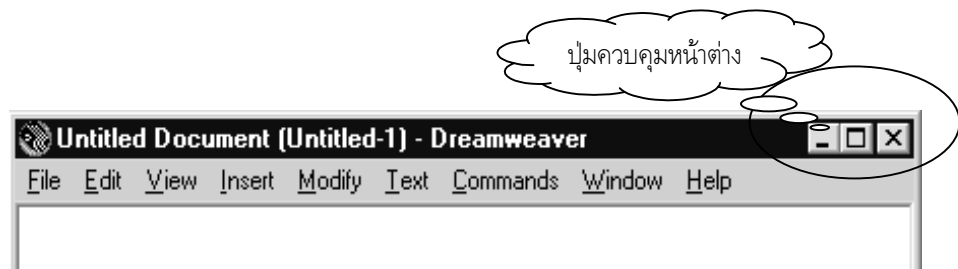 ปุ่มควบคุมหน้าต่าง
Untitled Document (Untitled-1) - Dreamweaver
File Edit View Insert Modify Text Commands Window Help